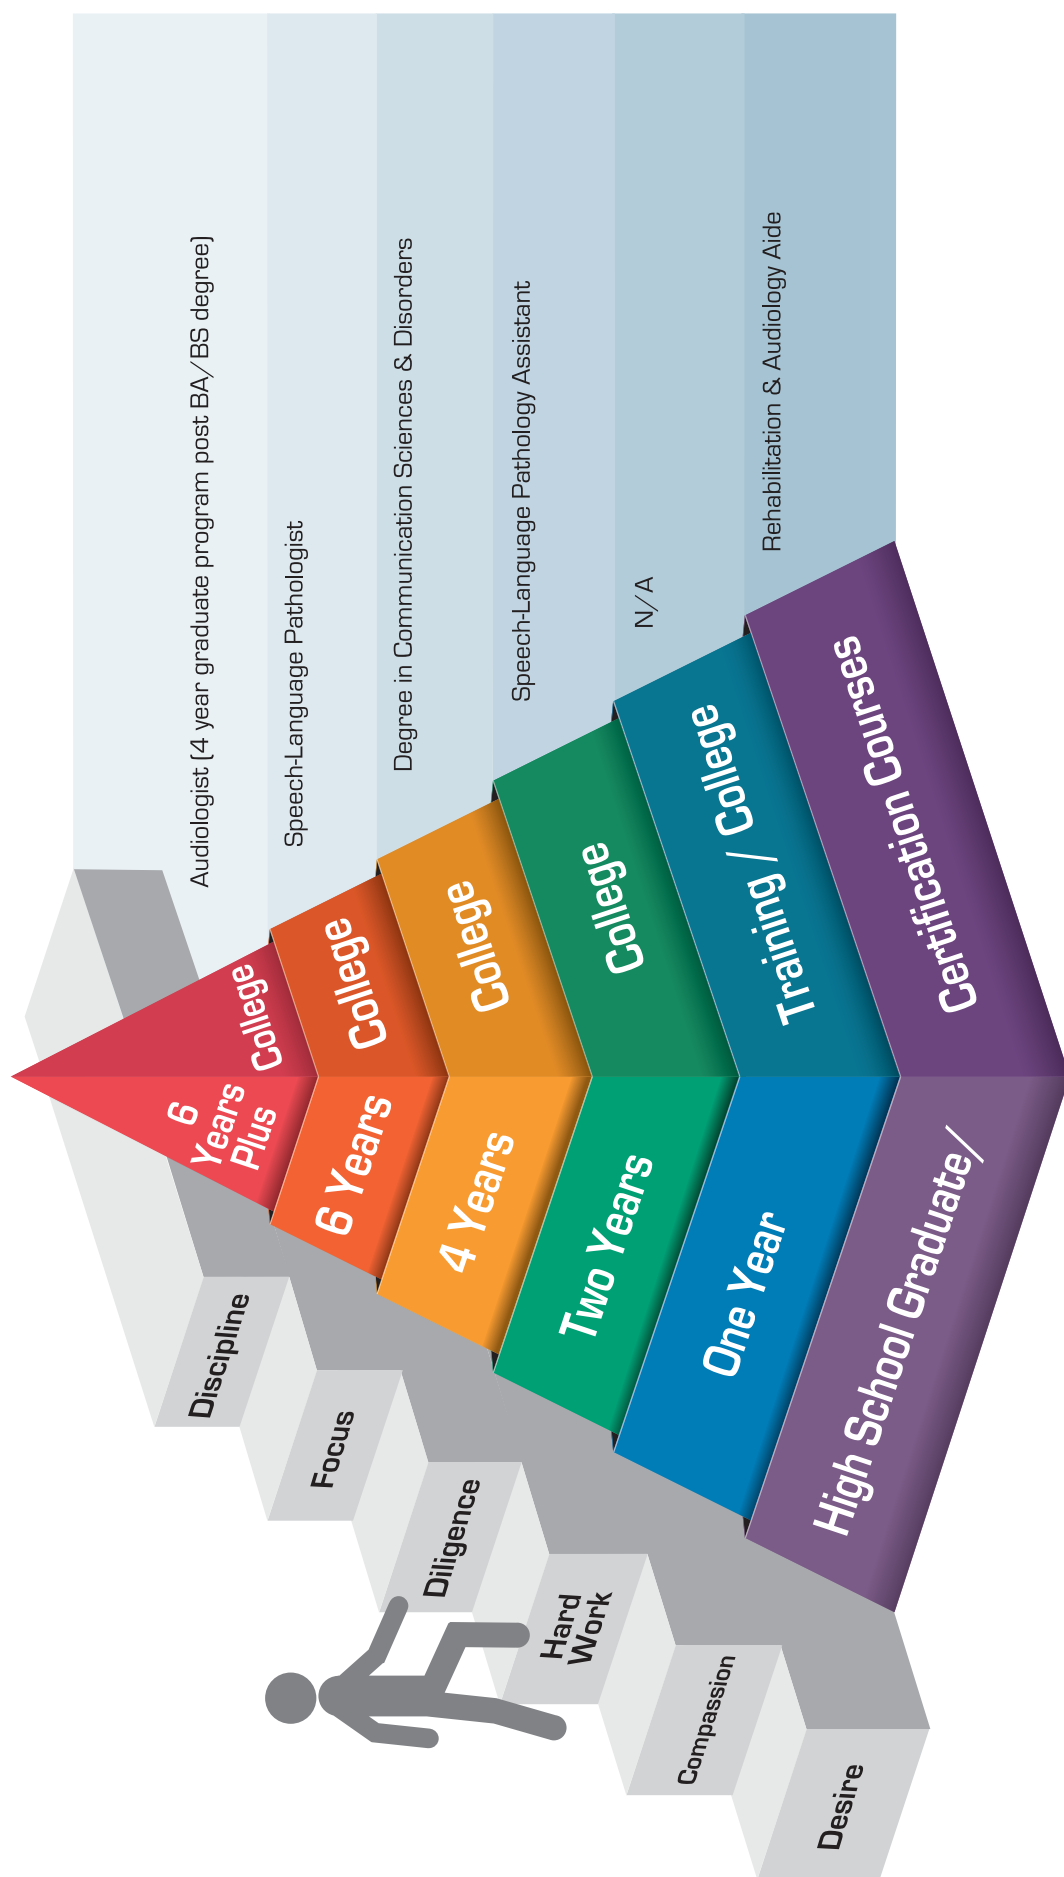 Audiologist (4 year graduate program post BA/BS degree)
Speech-Language Pathologist
Degree in Communication Sciences & Disorders
Speech-Language Pathology Assistant
N/A
Rehabilitation & Audiology Aide
6
Years
Plus
College
6 Years
College
4 Years
College
Two Years
College
One Year
Training / College
High School Graduate/
Certification Courses
Discipline
Focus
Diligence
Hard
Work
Compassion
Desire